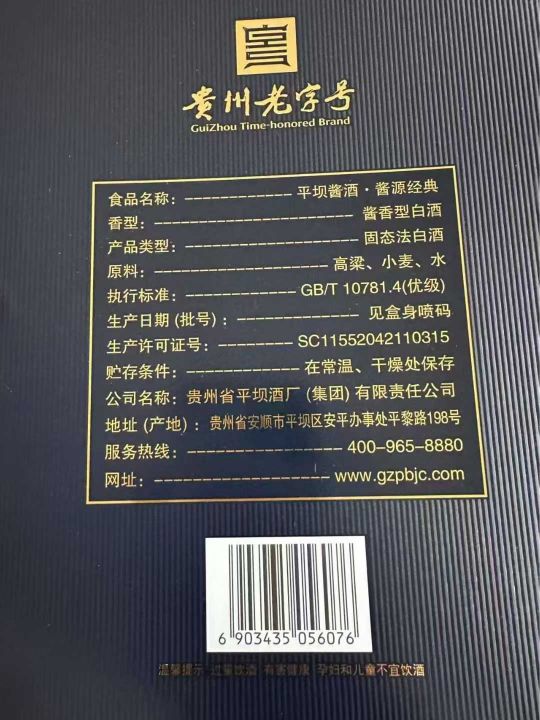 贵州老字号
GuiZhou Time-honored Brand
食品名称：------------ 平坝酱酒·酱源经典
香型：---------------------- 酱香型白酒
产品类型：-------------------- 固态法白酒
原料：-------------------- 高粱、小麦、水
执行标准：------------ GB/T 10781.4(优级)
生产日期 (批号)：-------------- 见盒身喷码
生产许可证号：--------- SC11552042110315
贮存条件：------------- 在常温、干燥处保存
公司名称：贵州省平坝酒厂 (集团) 有限责任公司
地址 (产地)：贵州省安顺市平坝区安平办事处平黎路198号
服务热线：----------------- 400-965-8880
网址：-------------------- www.gzpbjc.com
6 903435 056076
温馨提示 过量饮酒 有害健康 孕妇和儿童不宜饮酒